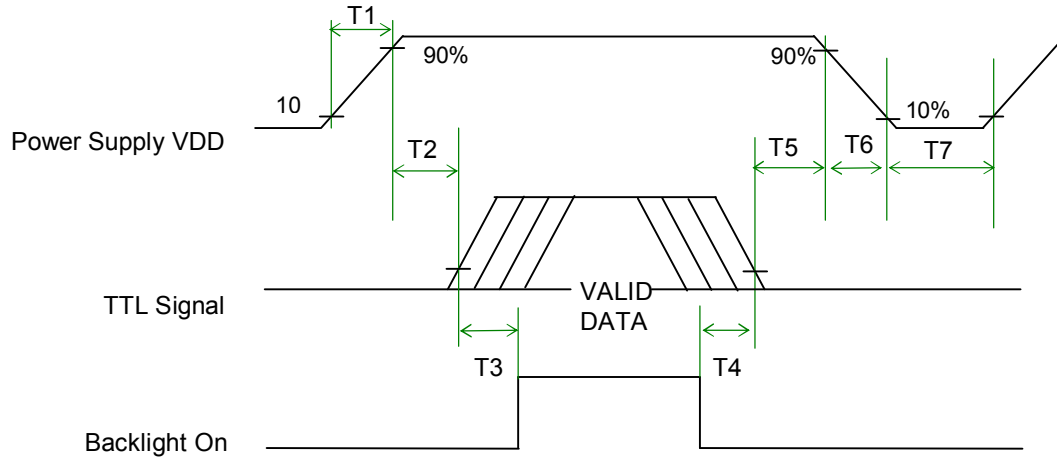 T1
90%
90%
10
10%
Power Supply VDD
T2
T5
T6
T7
TTL Signal
VALID
DATA
T3
T4
Backlight On